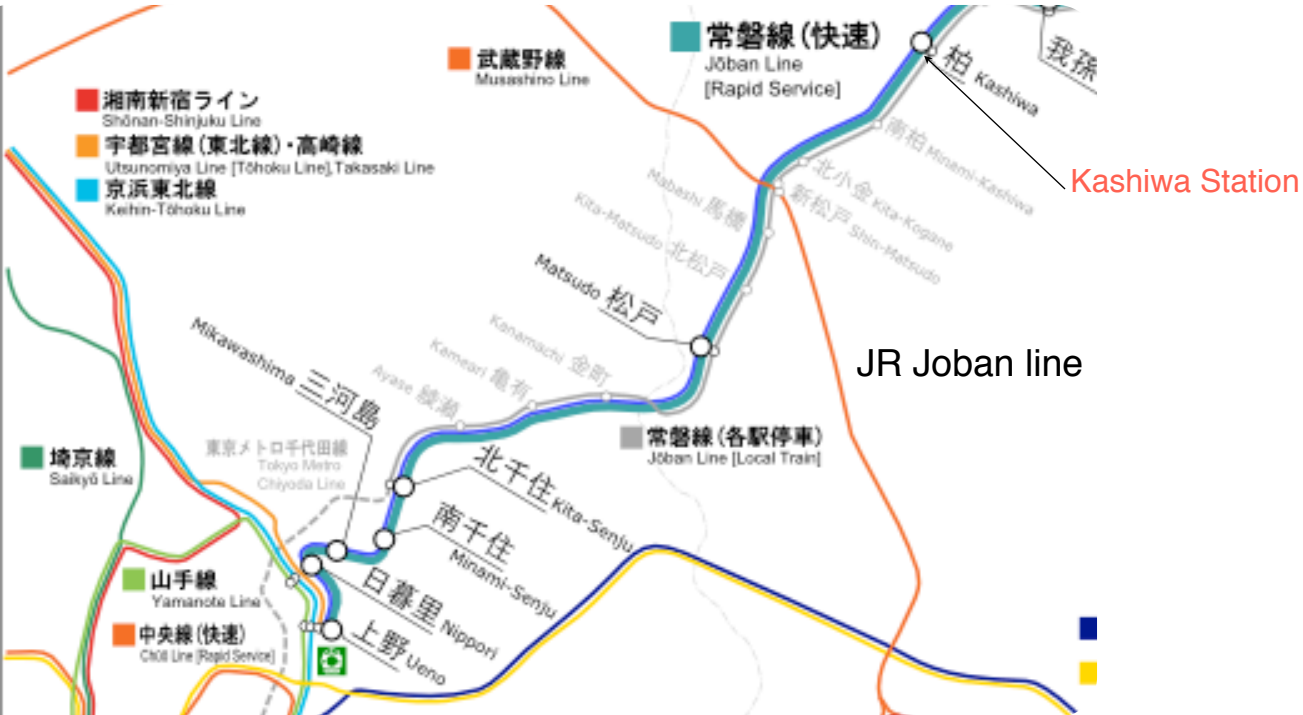 常磐線(快速)
Jōban Line
[Rapid Service]
武蔵野線
Musashino Line
柏 Kashiwa
我孫
湘南新宿ライン
Shōnan-Shinjuku Line
宇都宮線(東北線)・高崎線
Utsunomiya Line [Tōhoku Line],Takasaki Line
京浜東北線
Keihin-Tōhoku Line
南柏 Minami-Kashiwa
Kashiwa Station
北小金 Kita-Kogane
新松戸 Shin-Matsudo
Mabashi 馬橋
Kita-Matsudo 北松戸
Matsudo 松戸
JR Joban line
Kanamachi 金町
Kameari 亀有
Ayase 綾瀬
Mikawashima 三河島
常磐線(各駅停車)
Jōban Line [Local Train]
東京メトロ千代田線
Tokyo Metro
Chiyoda Line
埼京線
Saikyō Line
北千住 Kita-Senju
南千住
Minami-Senju
日暮里 Nippori
上野 Ueno
山手線
Yamanote Line
中央線(快速)
Chūō Line [Rapid Service]